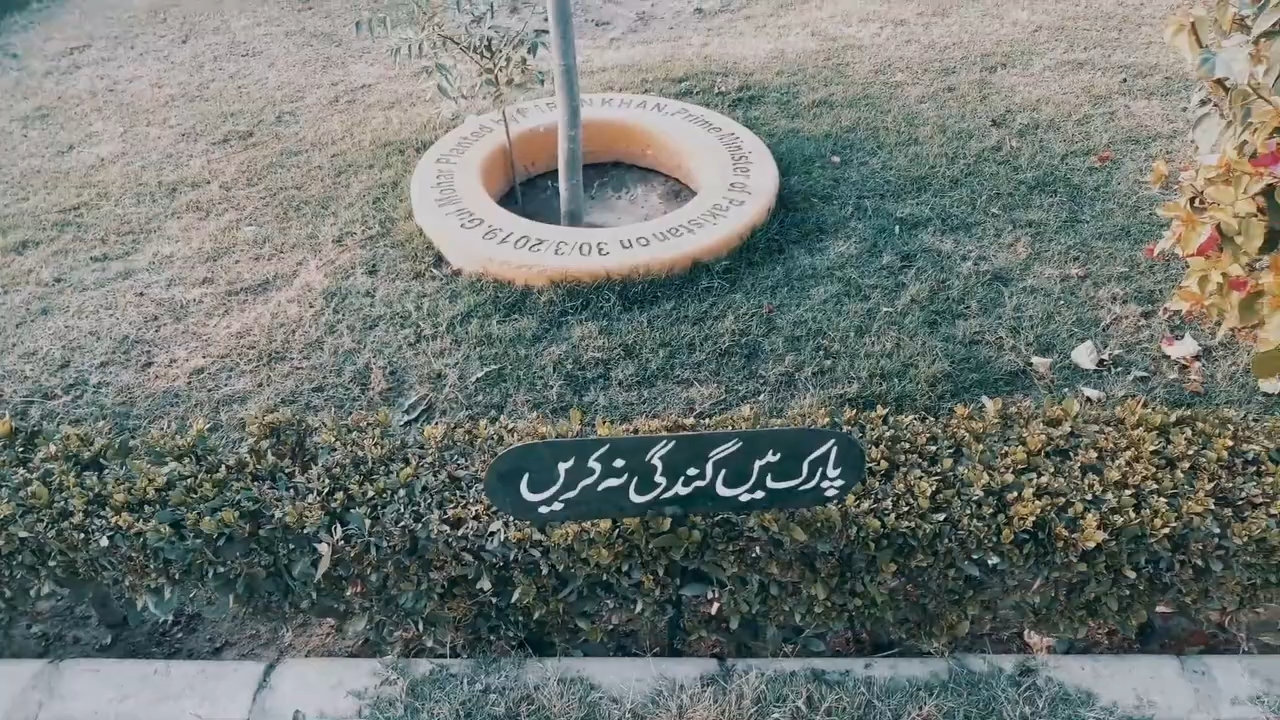 Gul Mohar Planted KHAN, Prime Minister of Pakistan on 30/3/2019.
پارک میں گندگی نہ کریں